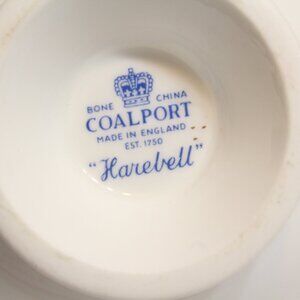 BONE CHINA
COALPORT
MADE IN ENGLAND
EST. 1750
"Harebell"